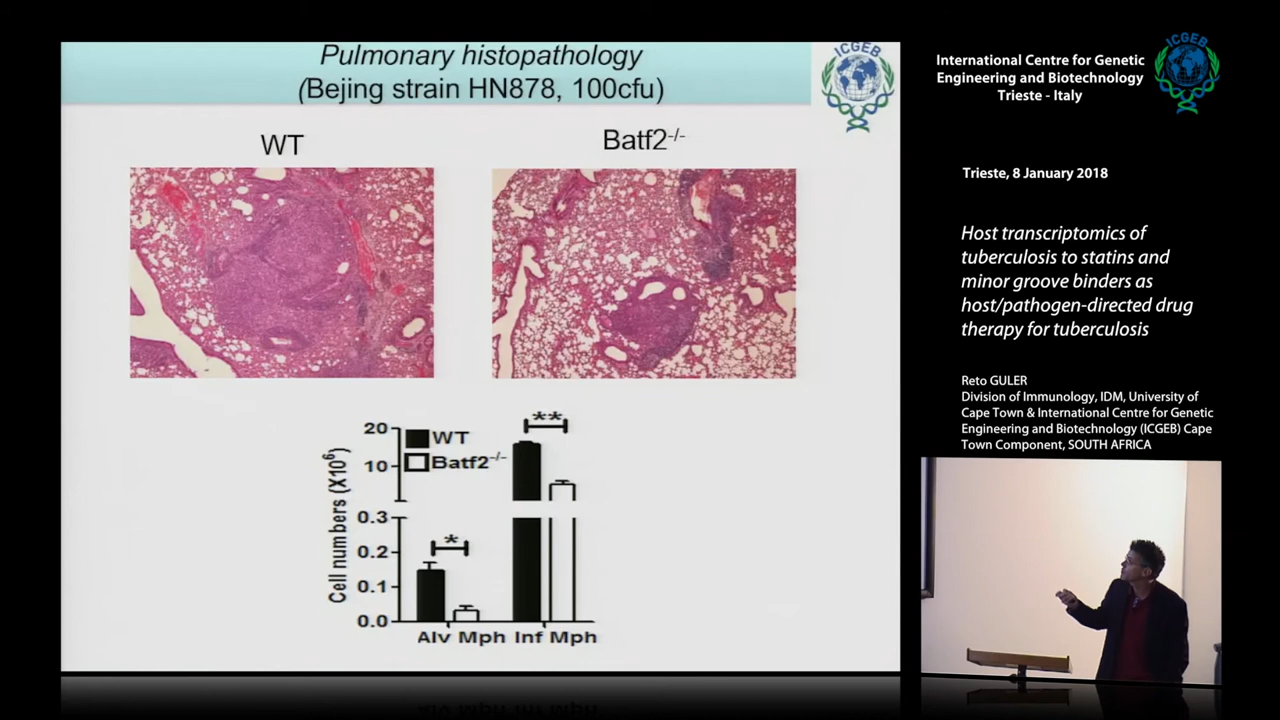 Pulmonary histopathology
(Bejing strain HN878, 100cfu)
ICGEB
WT
Batf2-/-
20
10
0.3
0.2
0.1
0.0
Cell numbers (X10⁶)
WT
Batf2-/-
*
**
Alv Mph
Inf Mph
International Centre for Genetic
Engineering and Biotechnology
Trieste - Italy
ICGEB
Trieste, 8 January 2018
Host transcriptomics of
tuberculosis to statins and
minor groove binders as
host/pathogen-directed drug
therapy for tuberculosis
Reto GULER
Division of Immunology, IDM, University of
Cape Town & International Centre for Genetic
Engineering and Biotechnology (ICGEB) Cape
Town Component, SOUTH AFRICA